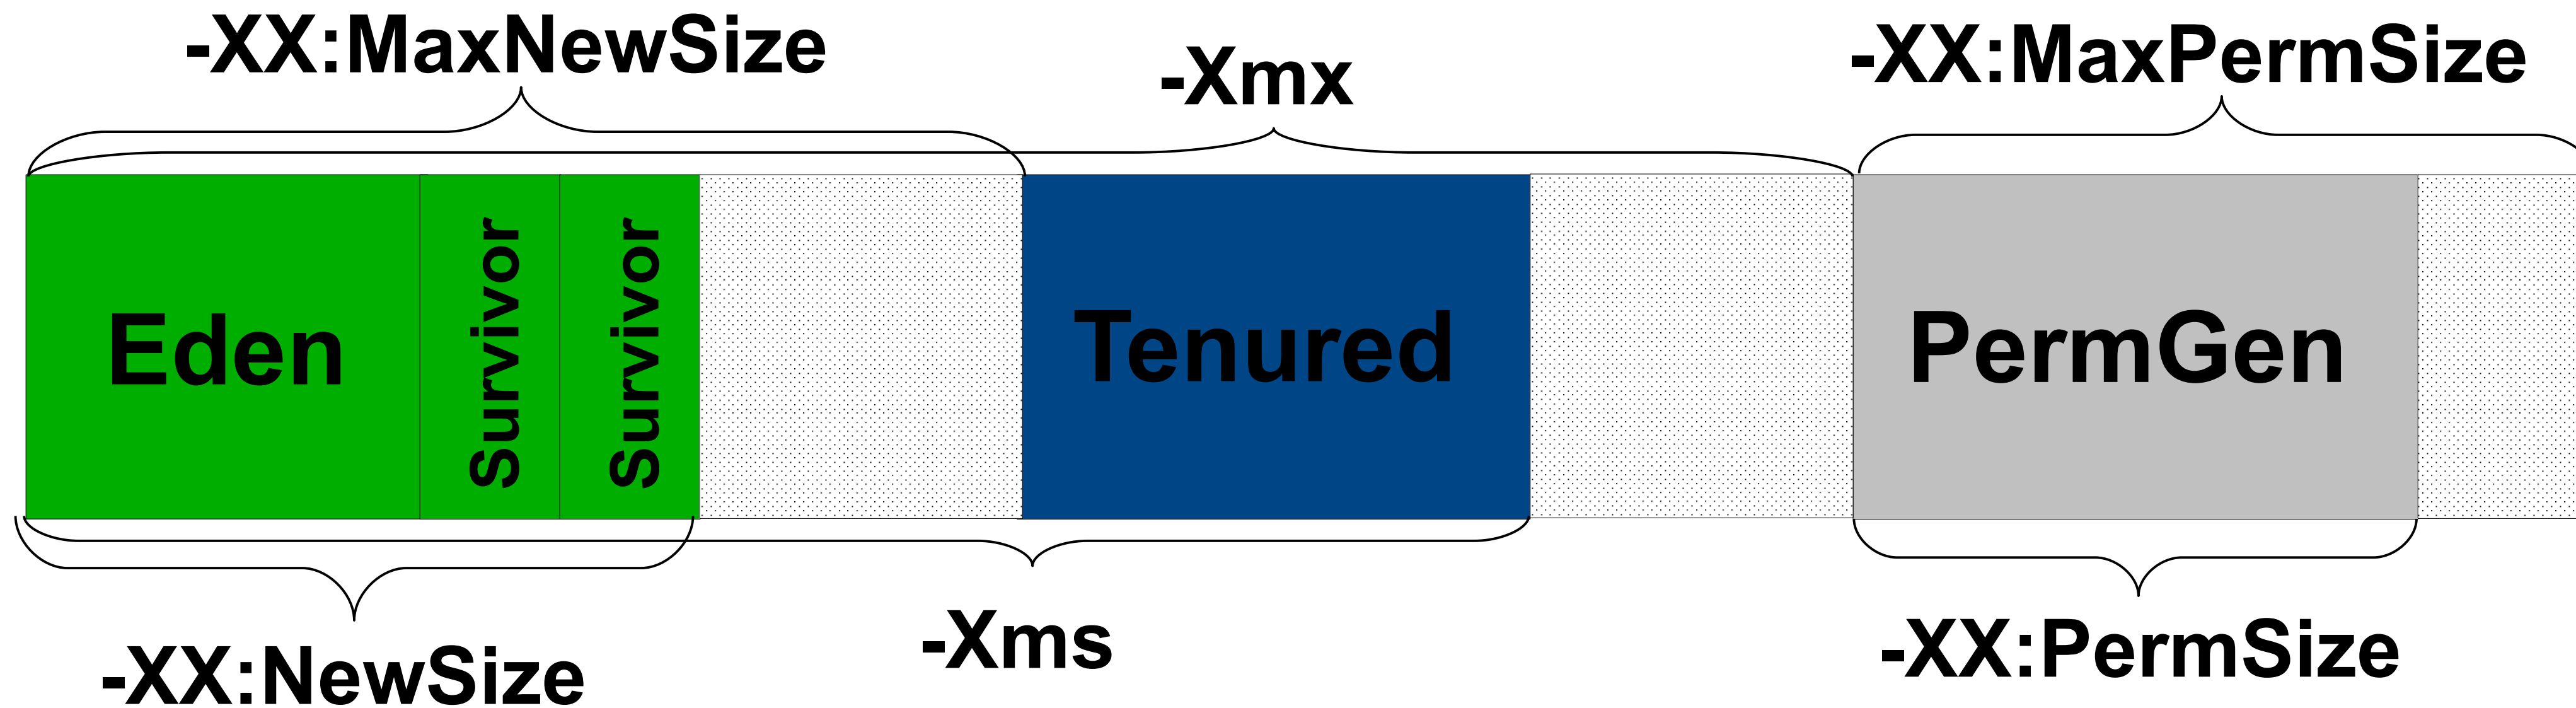 -XX:MaxNewSize
-Xmx
-XX:MaxPermSize
Eden
Survivor
Survivor
Tenured
PermGen
-XX:NewSize
-Xms
-XX:PermSize